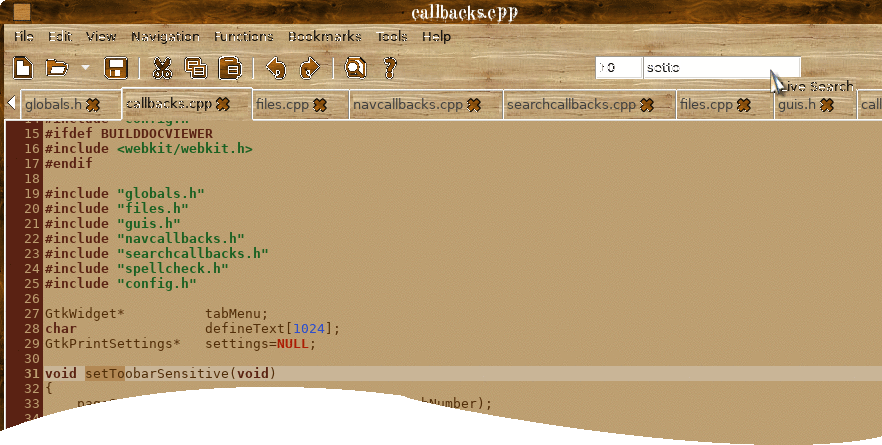 callbacks.cpp
File Edit View Navigation Functions Bookmarks Tools Help
setto
Live Search
globals.h callbacks.cpp files.cpp navcallbacks.cpp searchcallbacks.cpp files.cpp guis.h call
14 #include "config.h"
15 #ifdef BUILDDOCVIEWER
16 #include <webkit/webkit.h>
17 #endif
18
19 #include "globals.h"
20 #include "files.h"
21 #include "guis.h"
22 #include "navcallbacks.h"
23 #include "searchcallbacks.h"
24 #include "spellcheck.h"
25 #include "config.h"
26
27 GtkWidget* tabMenu;
28 char defineText[1024];
29 GtkPrintSettings* settings=NULL;
30
31 void setToobarSensitive(void)
32 {
33 bNumber);
34